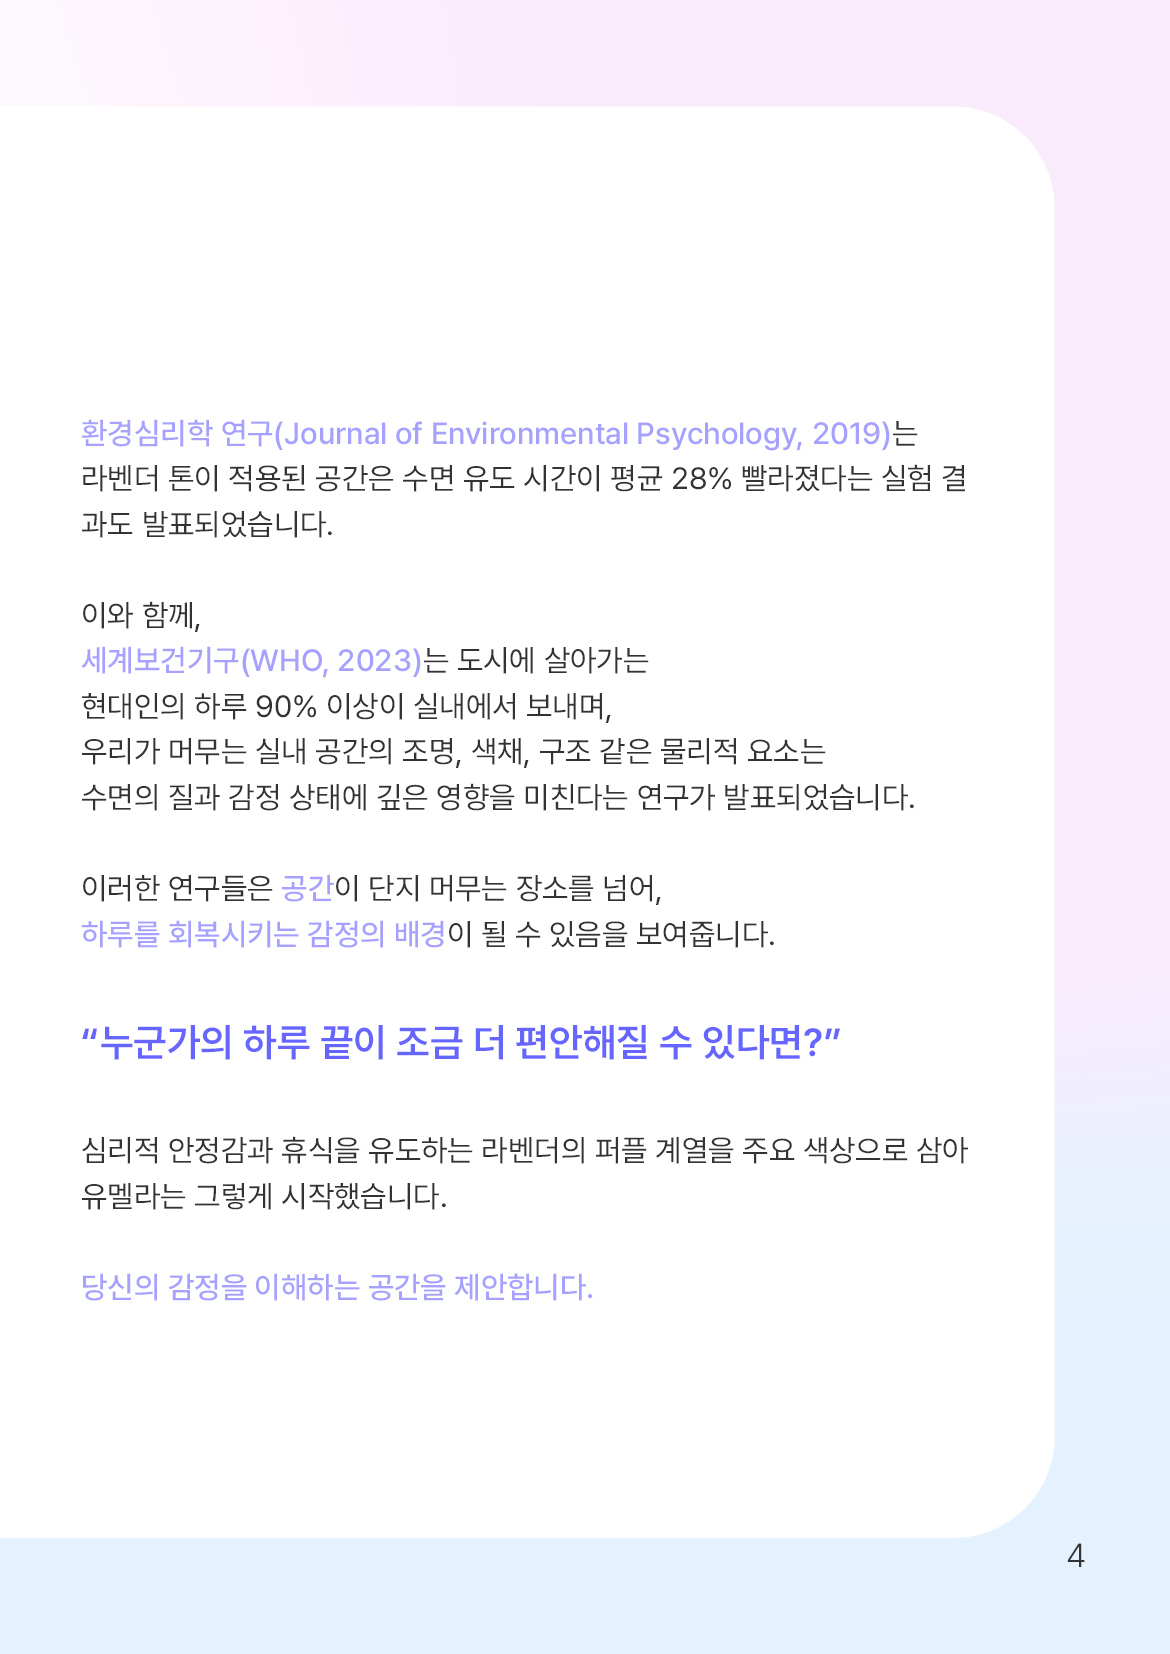 환경심리학 연구(Journal of Environmental Psychology, 2019)는
라벤더 톤이 적용된 공간은 수면 유도 시간이 평균 28% 빨라졌다는 실험 결
과도 발표되었습니다.
이와 함께,
세계보건기구(WHO, 2023)는 도시에 살아가는
현대인의 하루 90% 이상이 실내에서 보내며,
우리가 머무는 실내 공간의 조명, 색채, 구조 같은 물리적 요소는
수면의 질과 감정 상태에 깊은 영향을 미친다는 연구가 발표되었습니다.
이러한 연구들은 공간이 단지 머무는 장소를 넘어,
하루를 회복시키는 감정의 배경이 될 수 있음을 보여줍니다.
“누군가의 하루 끝이 조금 더 편안해질 수 있다면?”
심리적 안정감과 휴식을 유도하는 라벤더의 퍼플 계열을 주요 색상으로 삼아
유멜라는 그렇게 시작했습니다.
당신의 감정을 이해하는 공간을 제안합니다.
4